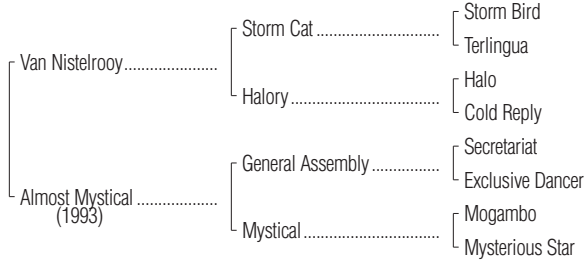 Storm Bird
Storm Cat
Terlingua
Van Nistelrooy
Halo
Halory
Cold Reply
Secretariat
General Assembly
Exclusive Dancer
Almost Mystical
(1993)
Mogambo
Mystical
Mysterious Star